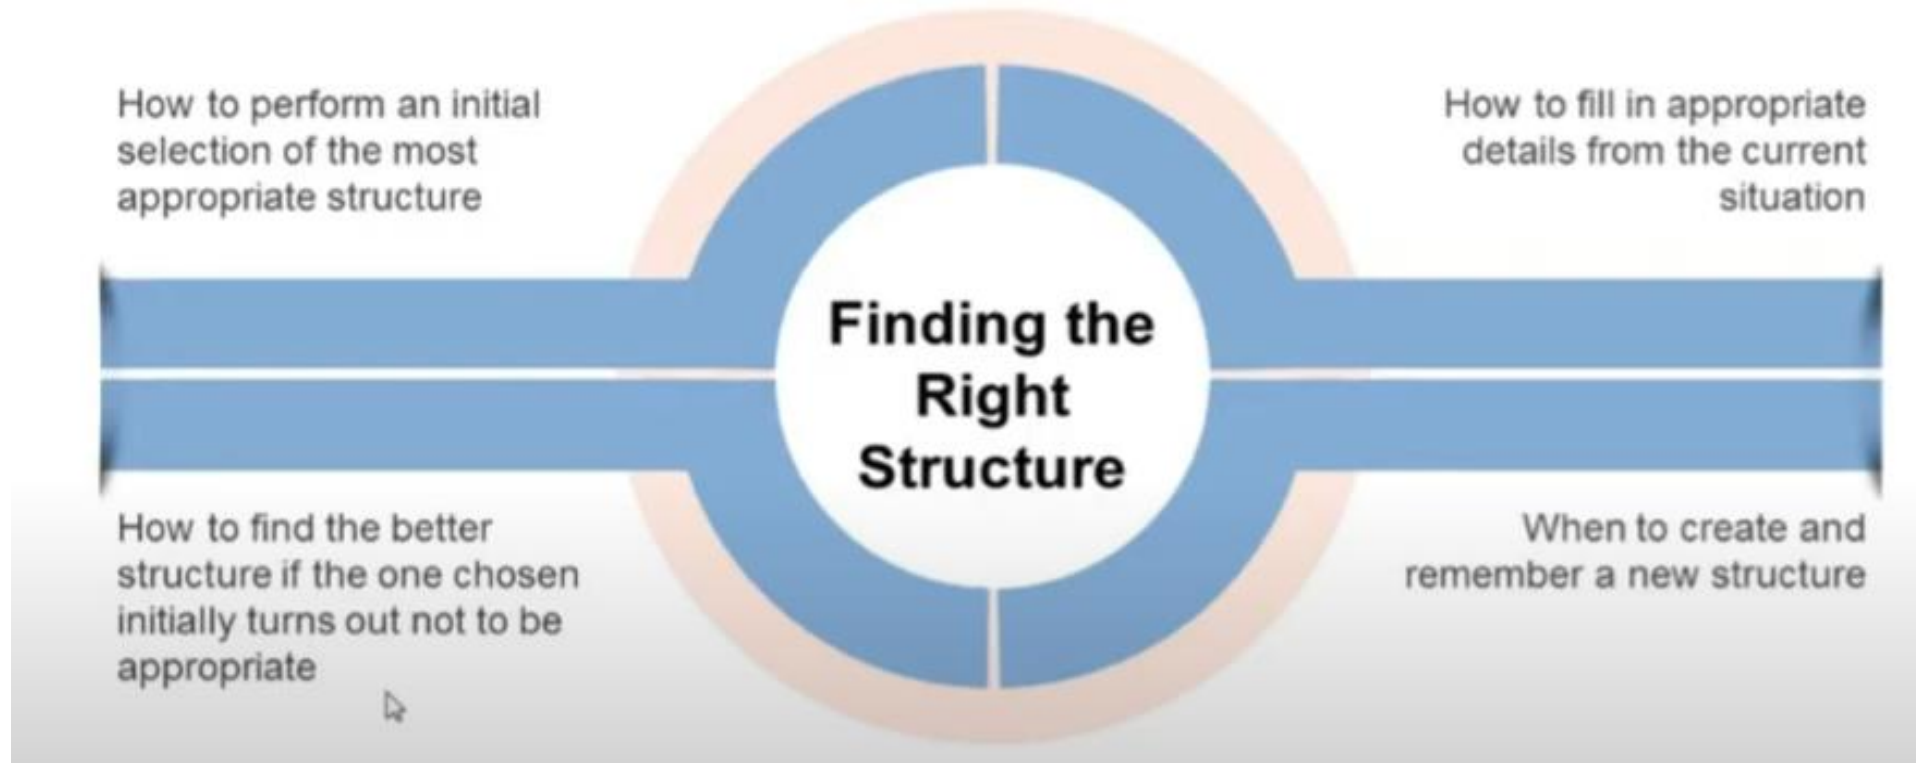 How to perform an initial
selection of the most
appropriate structure
How to fill in appropriate
details from the current
situation
Finding the
Right
Structure
How to find the better
structure if the one chosen
initially turns out not to be
appropriate
When to create and
remember a new structure